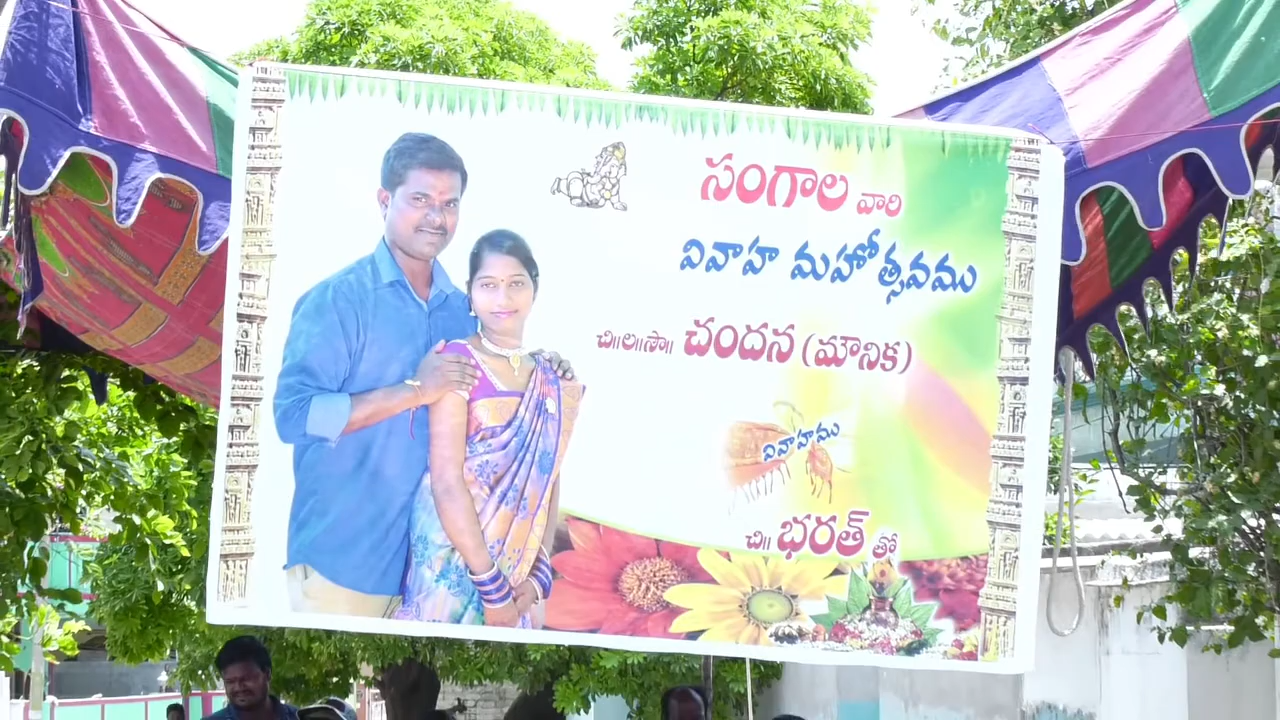 సంగాల వారి
వివాహ మహోత్సవము
చి॥ల॥సౌ॥ చందన (మౌనిక)
వివాహము
చి॥ భరత్ తో